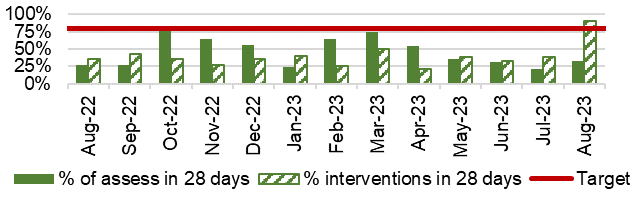 100%
75%
50%
25%
0%
Aug-22 Sep-22 Oct-22 Nov-22 Dec-22 Jan-23 Feb-23 Mar-23 Apr-23 May-23 Jun-23 Jul-23 Aug-23
% of assess in 28 days % interventions in 28 days Target